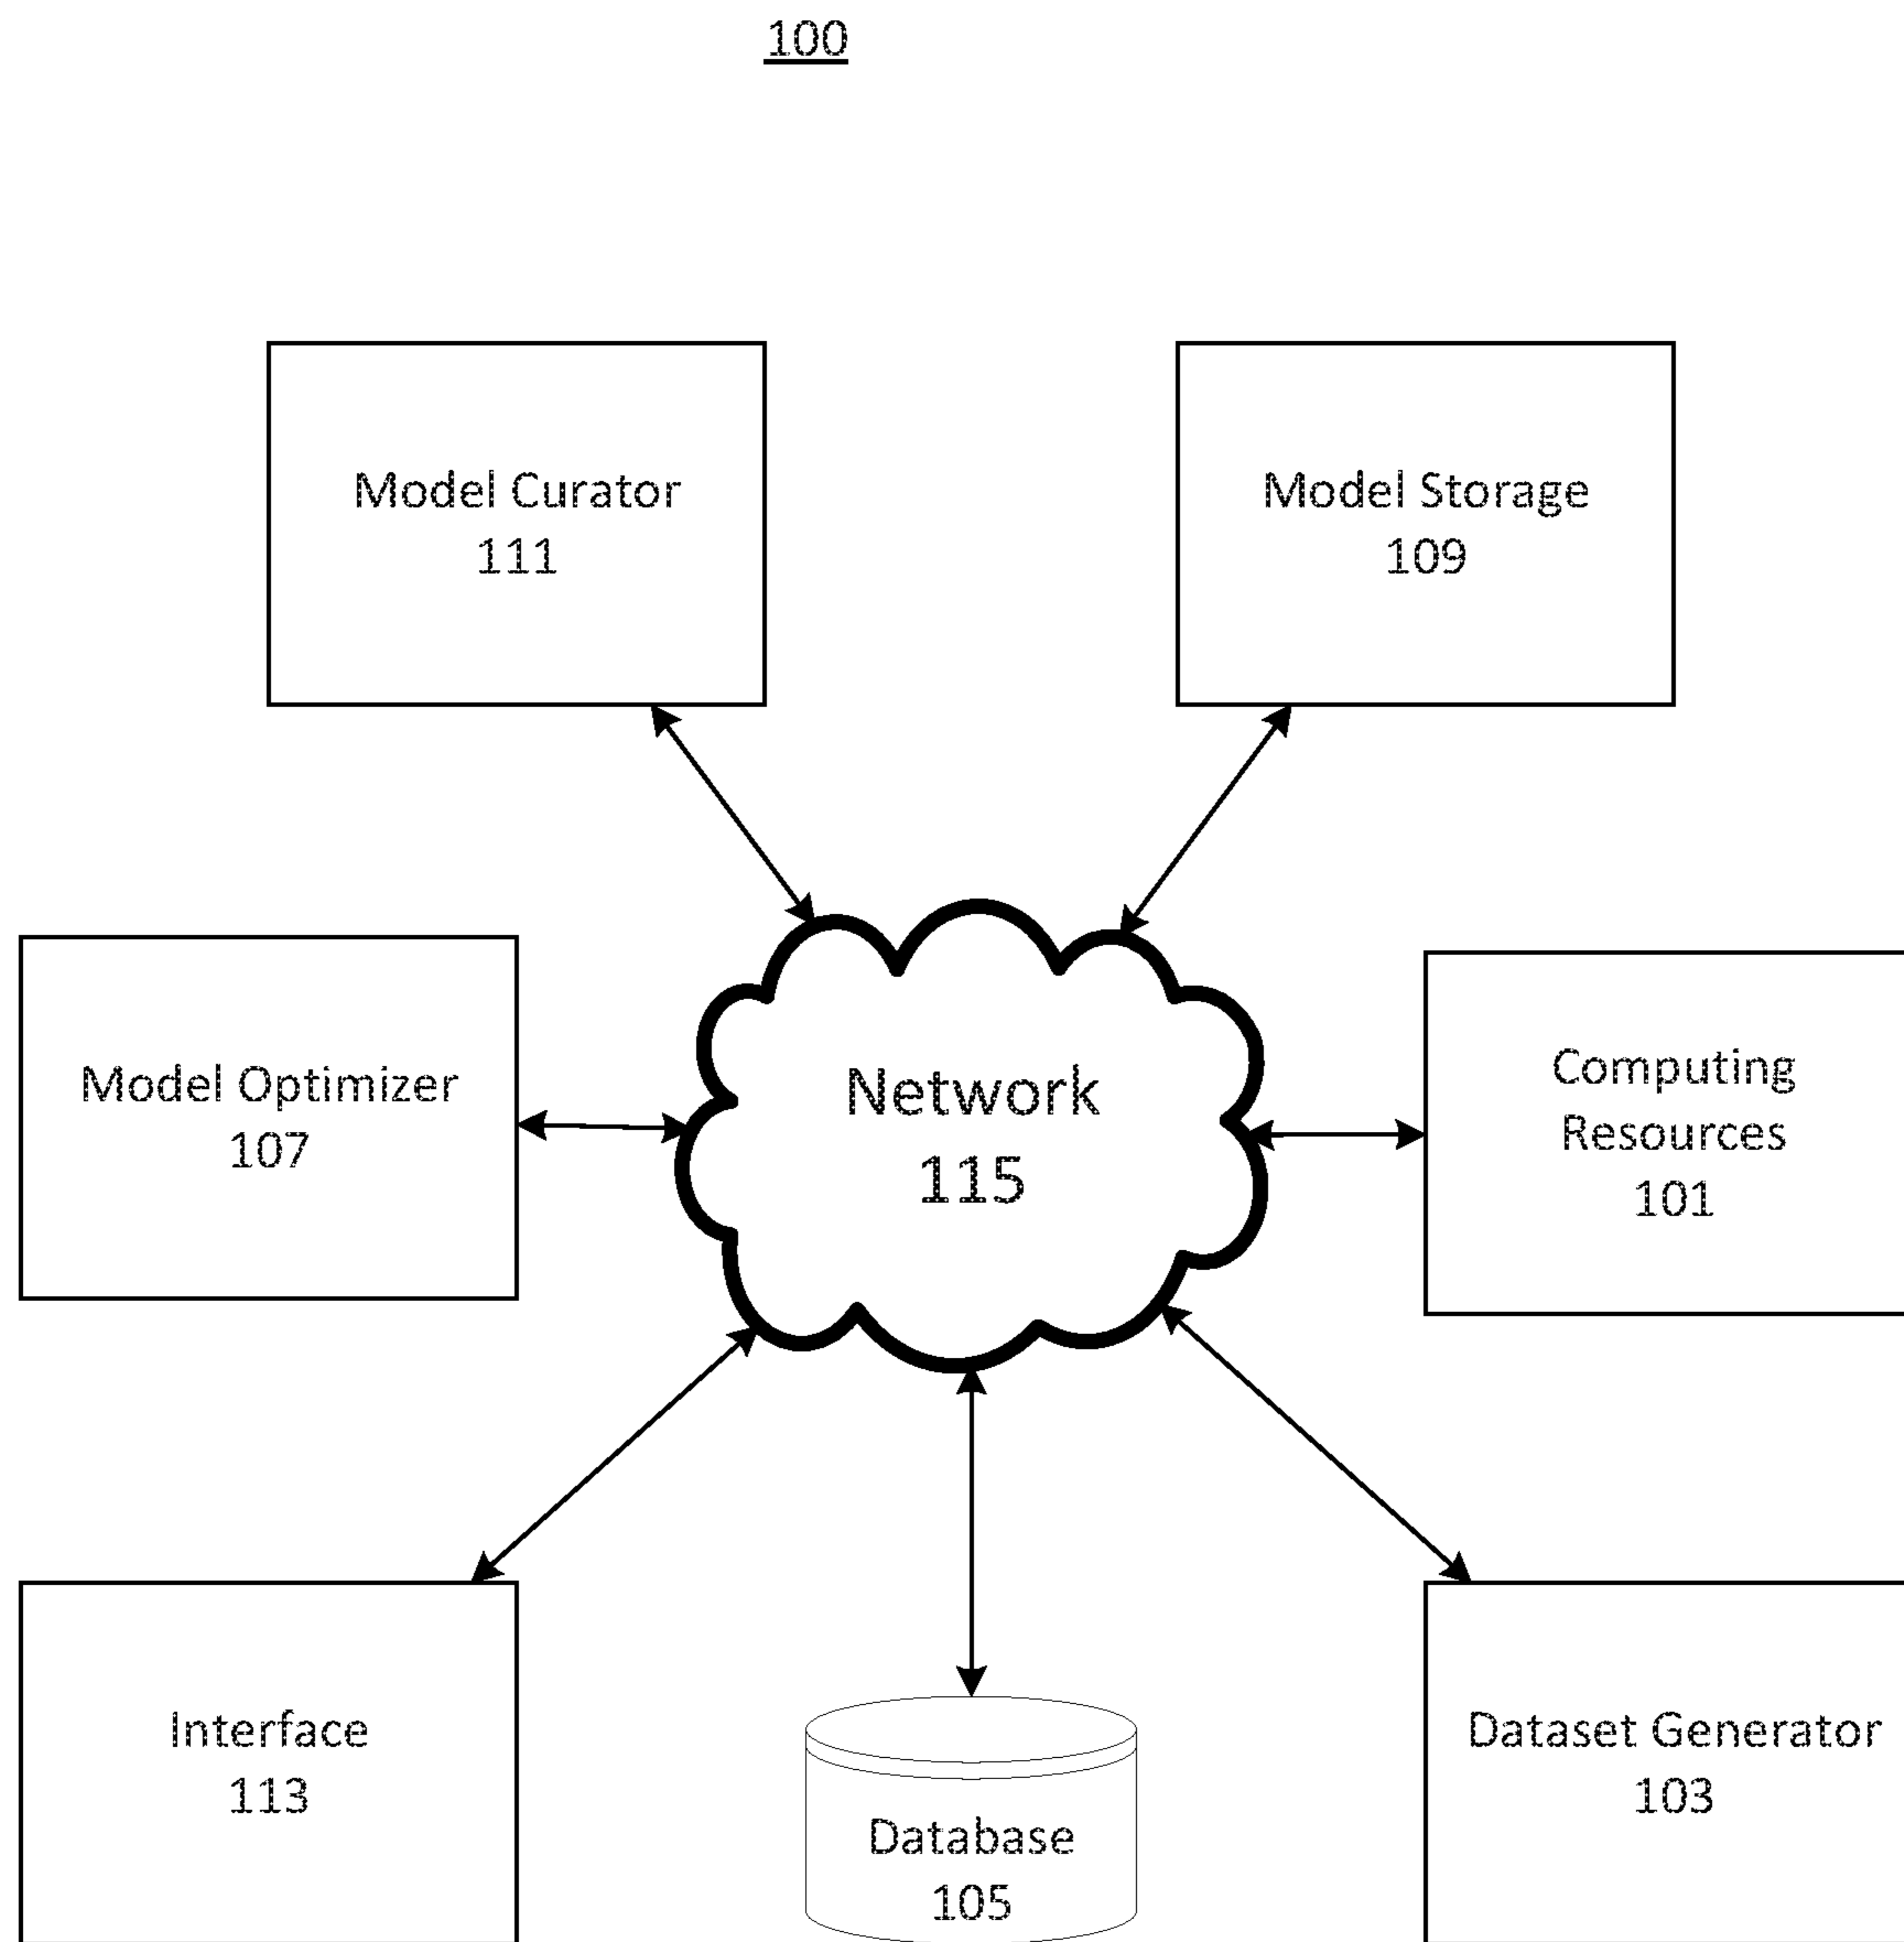 100
Model Curator
111
Model Storage
109
Model Optimizer
107
Network
115
Computing
Resources
101
Interface
113
Database
105
Dataset Generator
103